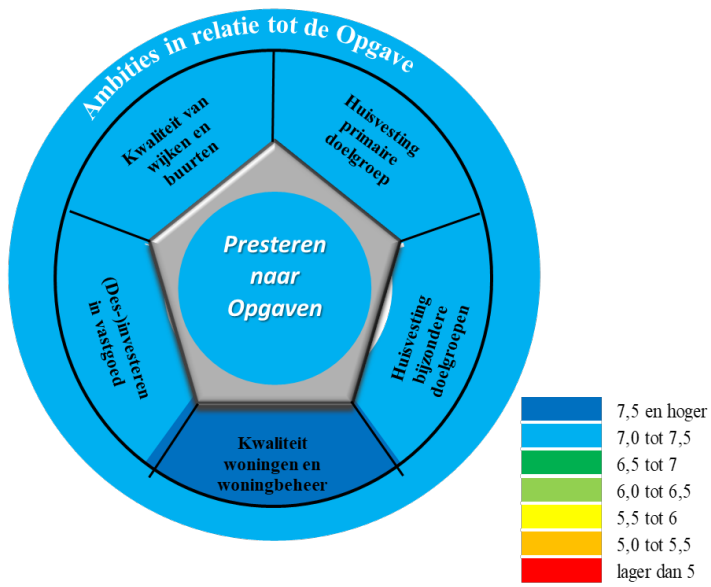 Ambities in relatie tot de Opgave
Kwaliteit van
wijken en
buurten
Huisvesting
primaire
doelgroep
(Des-)investeren
in vastgoed
Presteren
naar
Opgaven
Huisvesting
bijzondere
doelgroepen
Kwaliteit
woningen en
woningbeheer
7,5 en hoger
7,0 tot 7,5
6,5 tot 7
6,0 tot 6,5
5,5 tot 6
5,0 tot 5,5
lager dan 5